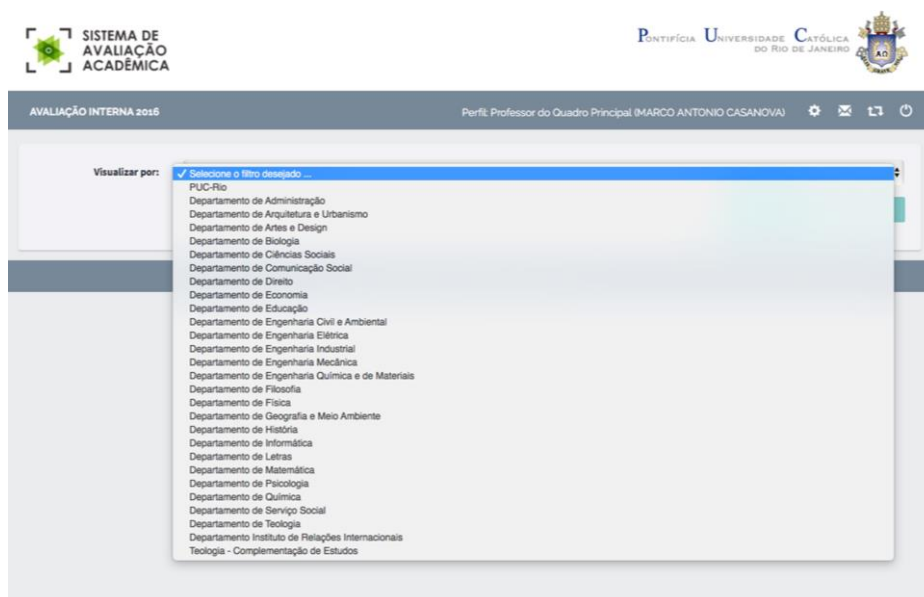 SISTEMA DE
AVALIAÇÃO
ACADÊMICA
PONTIFÍCIA UNIVERSIDADE CATÓLICA
DO RIO DE JANEIRO
AVALIAÇÃO INTERNA 2016
Perfil: Professor do Quadro Principal (MARCO ANTONIO CASANOVA)
Visualizar por:
✓ Selecione o filtro desejado ...
PUC-Rio
Departamento de Administração
Departamento de Arquitetura e Urbanismo
Departamento de Artes e Design
Departamento de Biologia
Departamento de Ciências Sociais
Departamento de Comunicação Social
Departamento de Direito
Departamento de Economia
Departamento de Educação
Departamento de Engenharia Civil e Ambiental
Departamento de Engenharia Elétrica
Departamento de Engenharia Industrial
Departamento de Engenharia Mecânica
Departamento de Engenharia Química e de Materiais
Departamento de Filosofia
Departamento de Física
Departamento de Geografia e Meio Ambiente
Departamento de História
Departamento de Informática
Departamento de Letras
Departamento de Matemática
Departamento de Psicologia
Departamento de Química
Departamento de Serviço Social
Departamento de Teologia
Departamento Instituto de Relações Internacionais
Teologia - Complementação de Estudos